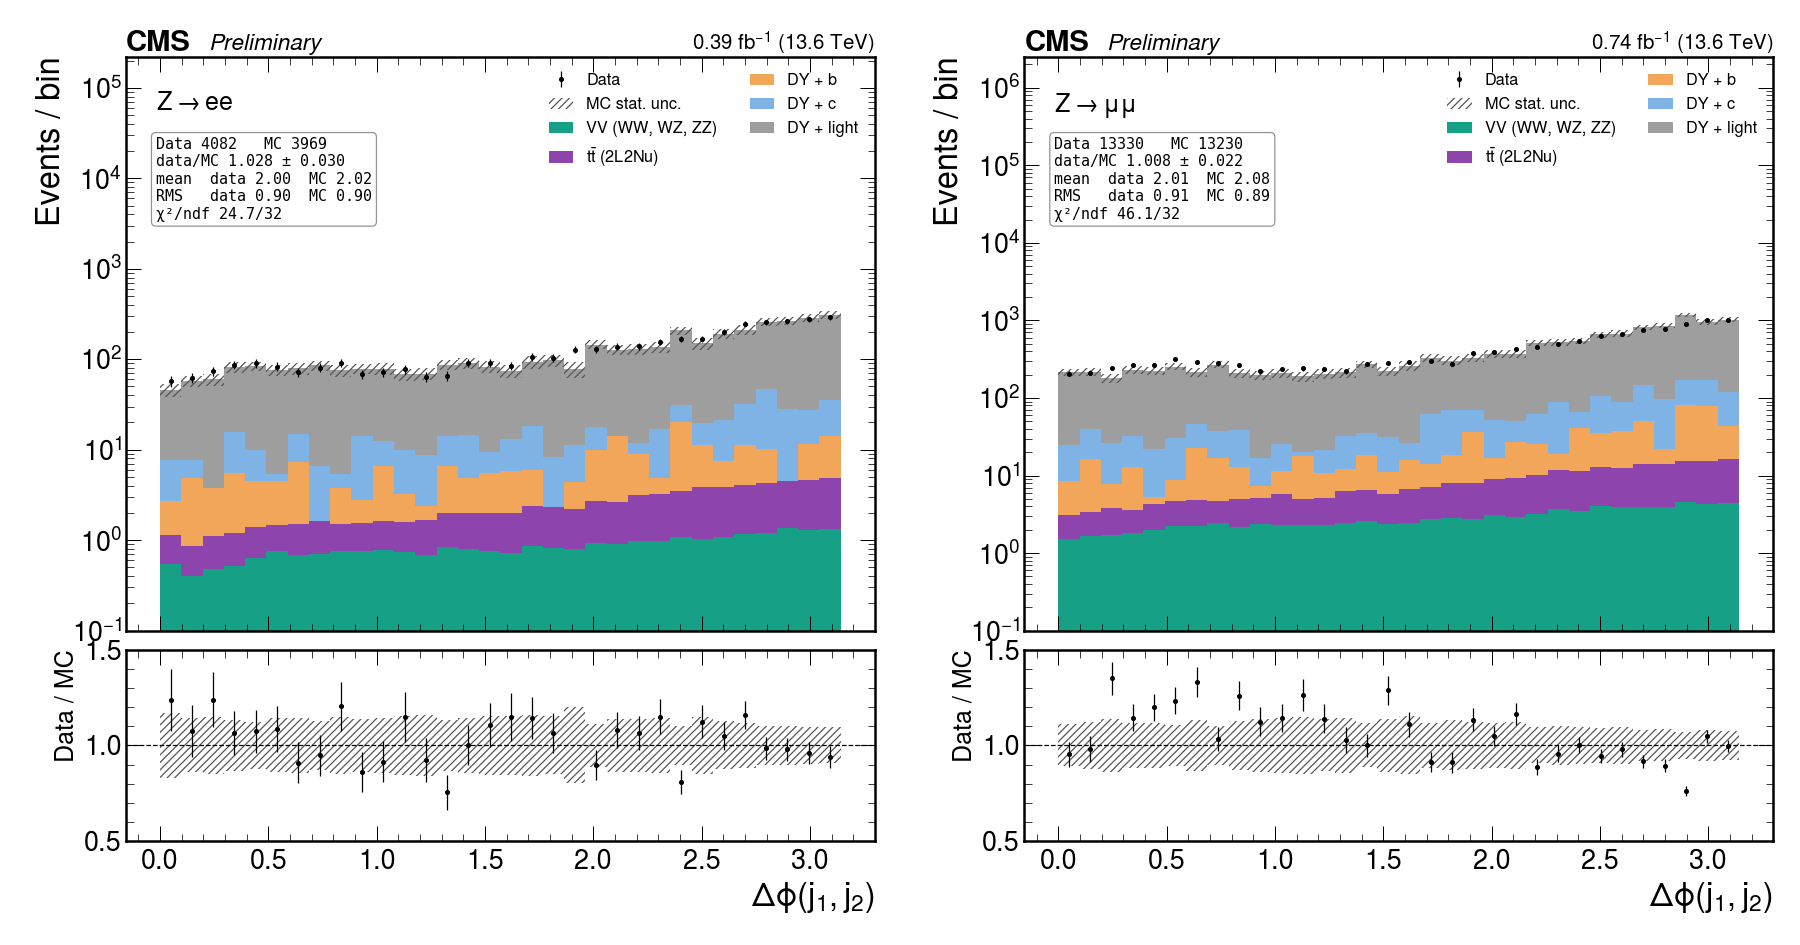 CMS Preliminary 0.39 fb⁻¹ (13.6 TeV)
Events / bin
10⁵
10⁴
10³
10²
10¹
10⁰
10⁻¹
Z→ee
Data
MC stat. unc.
VV (WW, WZ, ZZ)
tt̄ (2L2Nu)
DY + b
DY + c
DY + light
Data 4082 MC 3969
data/MC 1.028 ± 0.030
mean data 2.00 MC 2.02
RMS data 0.90 MC 0.90
χ²/ndf 24.7/32
Data / MC
1.5
1.0
0.5
0.0 0.5 1.0 1.5 2.0 2.5 3.0
Δϕ(j₁, j₂)
CMS Preliminary 0.74 fb⁻¹ (13.6 TeV)
Events / bin
10⁶
10⁵
10⁴
10³
10²
10¹
10⁰
10⁻¹
Z→μμ
Data
MC stat. unc.
VV (WW, WZ, ZZ)
tt̄ (2L2Nu)
DY + b
DY + c
DY + light
Data 13330 MC 13230
data/MC 1.008 ± 0.022
mean data 2.01 MC 2.08
RMS data 0.91 MC 0.89
χ²/ndf 46.1/32
Data / MC
1.5
1.0
0.5
0.0 0.5 1.0 1.5 2.0 2.5 3.0
Δϕ(j₁, j₂)